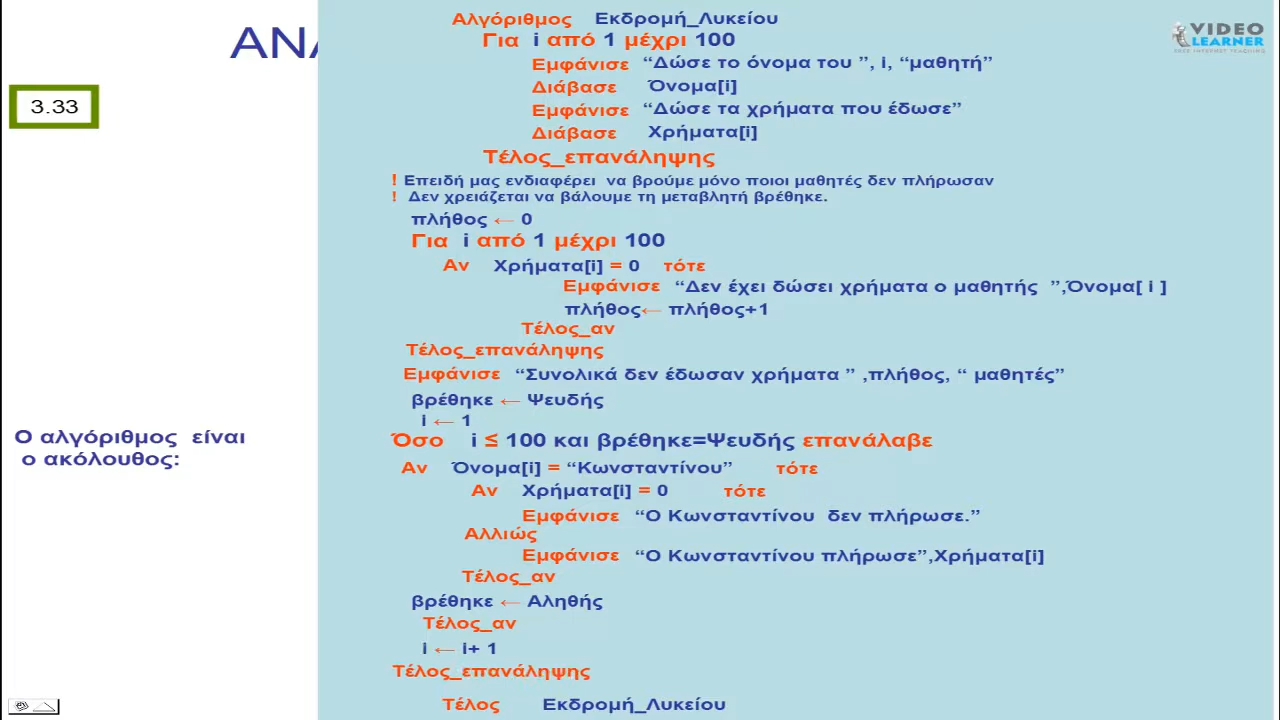 ΑΝΑ
VIDEO
LEARNER
FREE INTERNET TEACHING
3.33
Αλγόριθμος Εκδρομή_Λυκείου
Για i από 1 μέχρι 100
Εμφάνισε “Δώσε το όνομα του ”, i, “μαθητή”
Διάβασε Όνομα[i]
Εμφάνισε “Δώσε τα χρήματα που έδωσε”
Διάβασε Χρήματα[i]
Τέλος_επανάληψης
! Επειδή μας ενδιαφέρει να βρούμε μόνο ποιοι μαθητές δεν πλήρωσαν
! Δεν χρειάζεται να βάλουμε τη μεταβλητή βρέθηκε.
πλήθος ← 0
Για i από 1 μέχρι 100
Αν Χρήματα[i] = 0 τότε
Εμφάνισε “Δεν έχει δώσει χρήματα ο μαθητής ”,Όνομα[ i ]
πλήθος← πλήθος+1
Τέλος_αν
Τέλος_επανάληψης
Εμφάνισε “Συνολικά δεν έδωσαν χρήματα ” ,πλήθος, “ μαθητές”
βρέθηκε ← Ψευδής
i ← 1
Όσο i ≤ 100 και βρέθηκε=Ψευδής επανάλαβε
Αν Όνομα[i] = “Κωνσταντίνου” τότε
Αν Χρήματα[i] = 0 τότε
Εμφάνισε “Ο Κωνσταντίνου δεν πλήρωσε.”
Αλλιώς
Εμφάνισε “Ο Κωνσταντίνου πλήρωσε”,Χρήματα[i]
Τέλος_αν
βρέθηκε ← Αληθής
Τέλος_αν
i ← i+ 1
Τέλος_επανάληψης
Τέλος Εκδρομή_Λυκείου
Ο αλγόριθμος είναι
ο ακόλουθος: